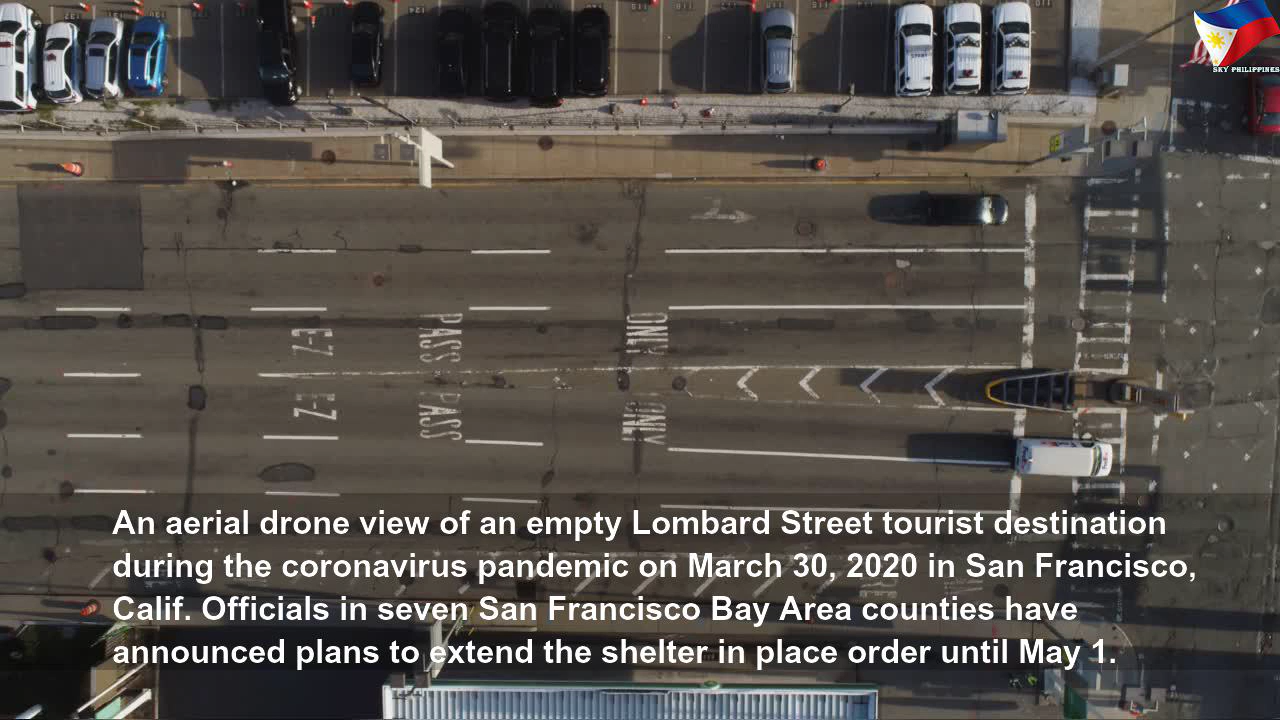 SKY PHILIPPINES
E-Z PASS ONLY
E-Z PASS ONLY
An aerial drone view of an empty Lombard Street tourist destination
during the coronavirus pandemic on March 30, 2020 in San Francisco,
Calif. Officials in seven San Francisco Bay Area counties have
announced plans to extend the shelter in place order until May 1.